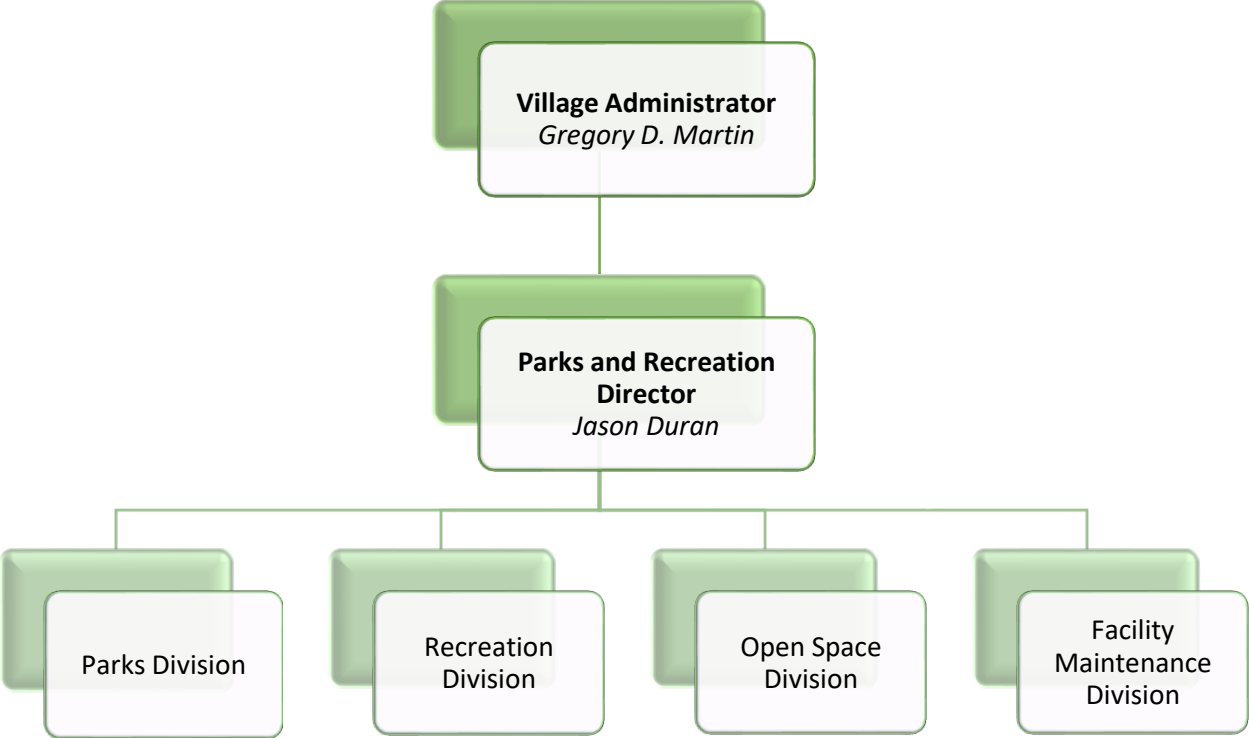 Village Administrator
Gregory D. Martin
Parks and Recreation
Director
Jason Duran
Parks Division
Recreation
Division
Open Space
Division
Facility
Maintenance
Division